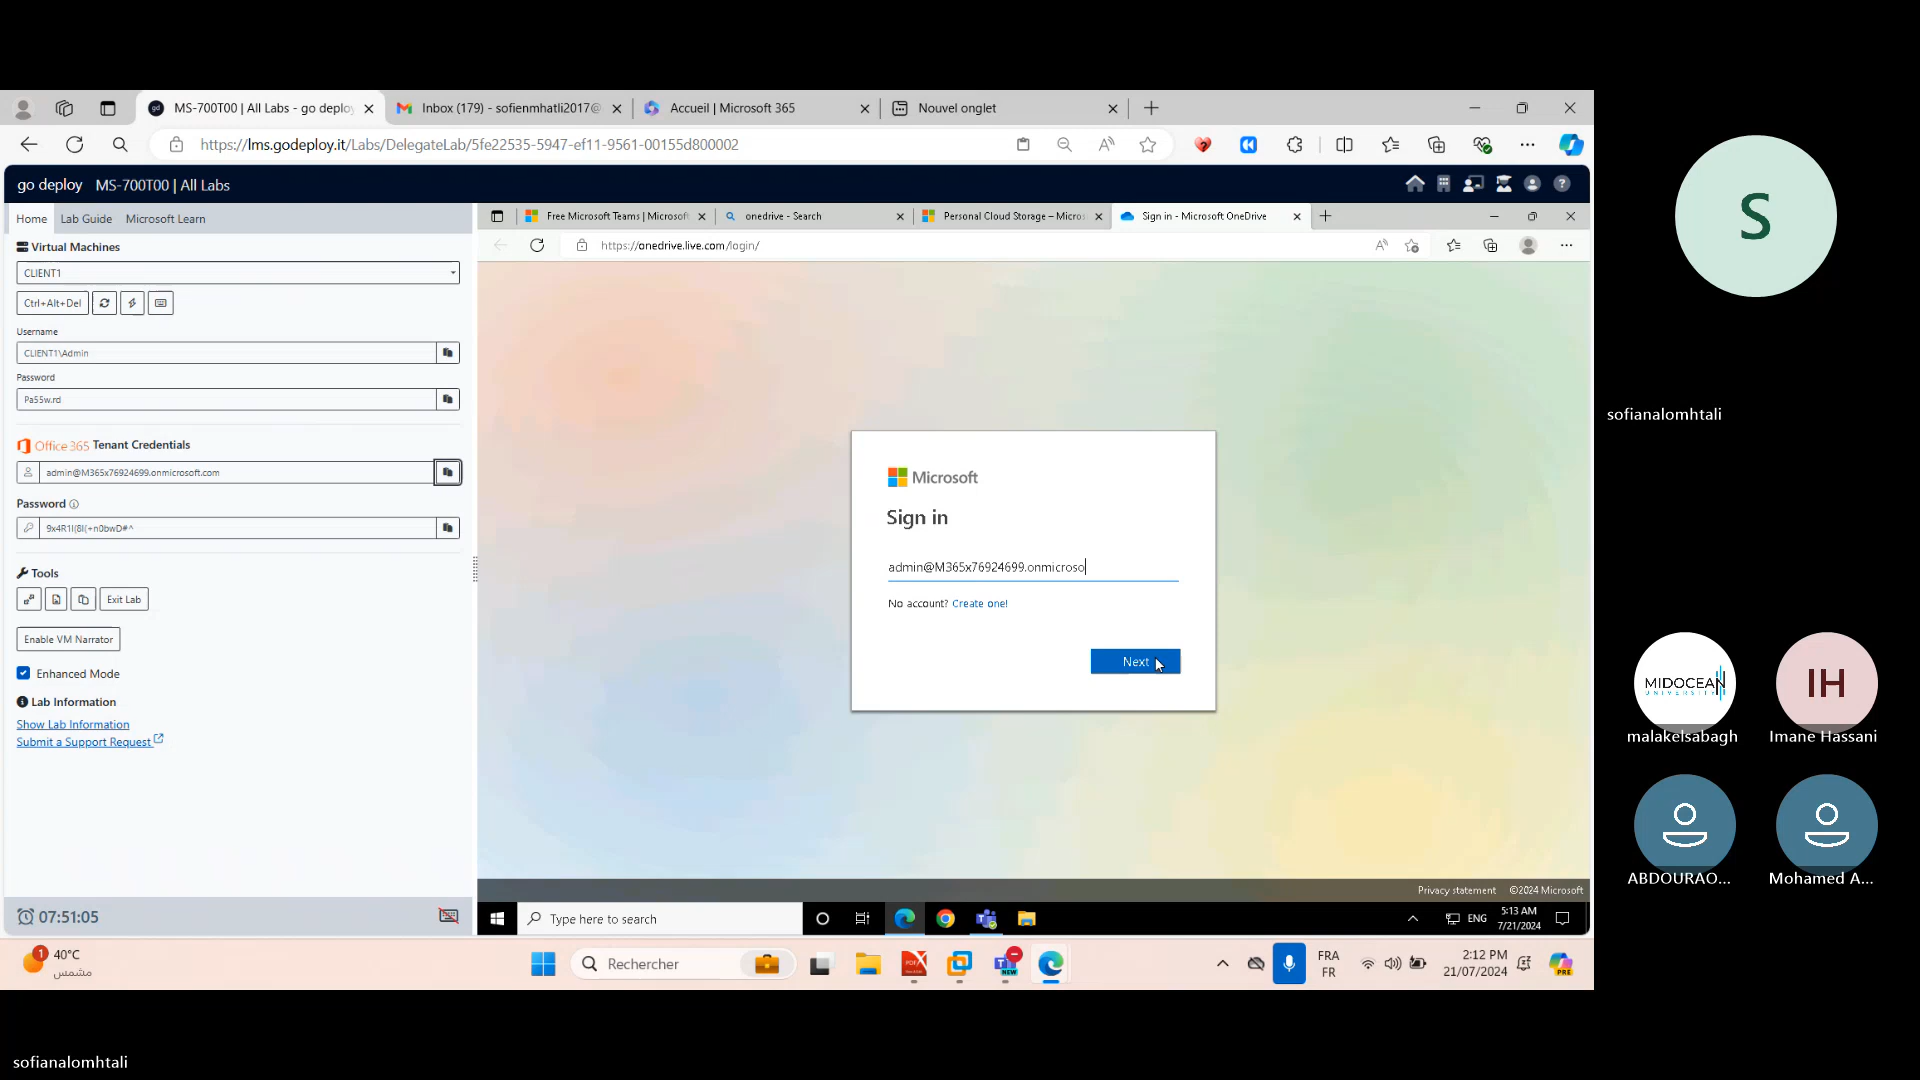 MS-700T00 | All Labs - go deploy
Inbox (179) - sofienmhatli2017@
Accueil | Microsoft 365
Nouvel onglet
https://lms.godeploy.it/Labs/DelegateLab/5fe22535-5947-ef11-9561-00155d800002
go deploy MS-700T00 | All Labs
Home Lab Guide Microsoft Learn
Virtual Machines
CLIENT1
Ctrl+Alt+Del
Username
CLIENT1\Admin
Password
Pa55w.rd
Office 365 Tenant Credentials
admin@M365x76924699.onmicrosoft.com
Password
Tools
Exit Lab
Enable VM Narrator
Enhanced Mode
Lab Information
Show Lab Information
Submit a Support Request
07:51:05
Free Microsoft Teams | Microsoft
onedrive - Search
Personal Cloud Storage – Micros
Sign in - Microsoft OneDrive
https://onedrive.live.com/login/
Microsoft
Sign in
admin@M365x76924699.onmicroso
No account? Create one!
Next
Privacy statement ©2024 Microsoft
Type here to search
ENG
5:13 AM
7/21/2024
1
40°C
مشمس
Rechercher
PDF
NEW
FRA
FR
2:12 PM
21/07/2024
PRE
S
sofianalomhtali
MIDOCEAN
UNIVERSITY
malakelsabagh
IH
Imane Hassani
ABDOURAO...
Mohamed A...
sofianalomhtali